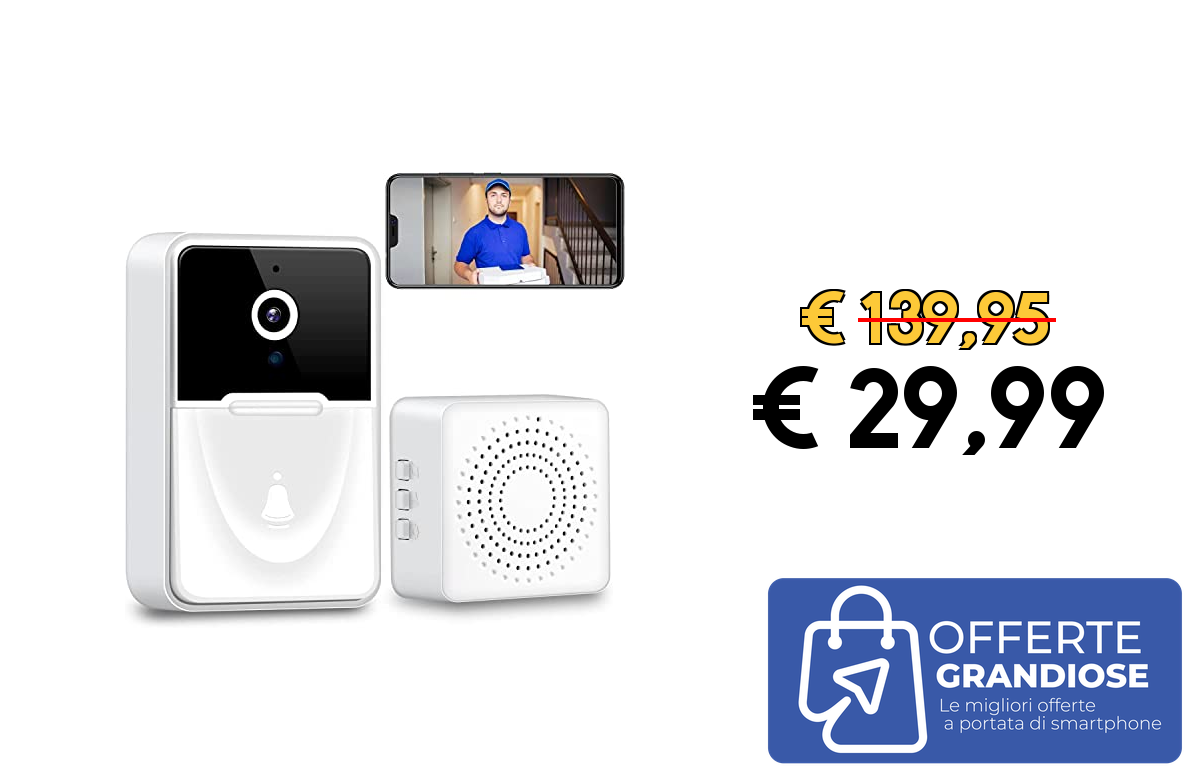 € 139,95
€ 29,99
OFFERTE
GRANDIOSE
Le migliori offerte
a portata di smartphone